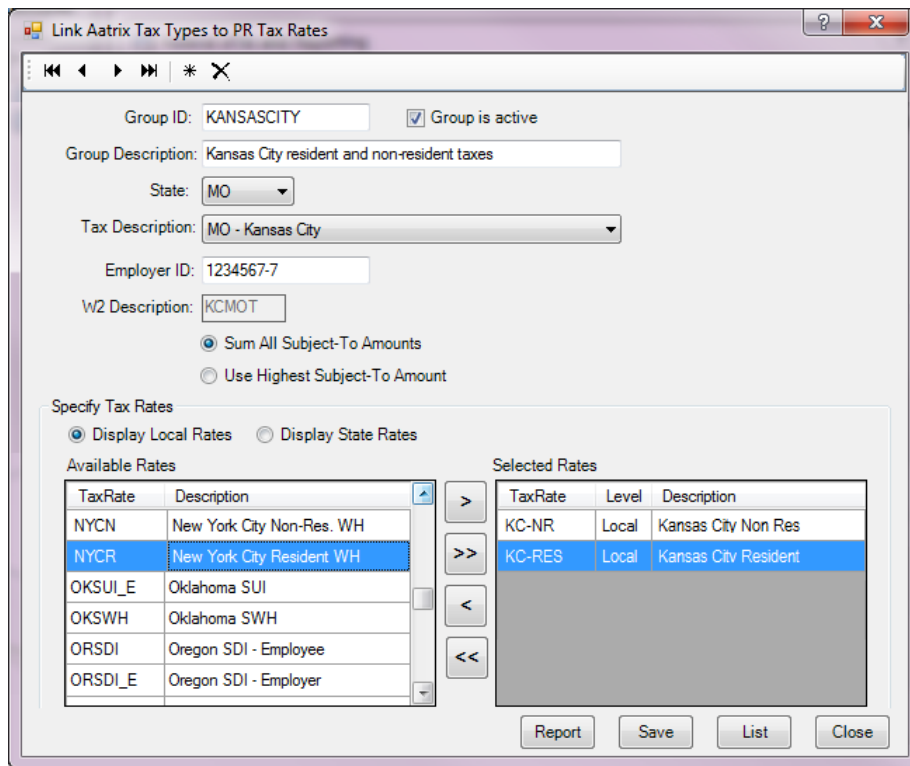 Link Aatrix Tax Types to PR Tax Rates
?
X
Group ID: KANSASCITY Group is active
Group Description: Kansas City resident and non-resident taxes
State: MO
Tax Description: MO - Kansas City
Employer ID: 1234567-7
W2 Description: KCMOT
Sum All Subject-To Amounts
Use Highest Subject-To Amount
Specify Tax Rates
Display Local Rates Display State Rates
Available Rates Selected Rates
TaxRate Description > TaxRate Level Description
NYCN New York City Non-Res. WH KC-NR Local Kansas City Non Res
NYCR New York City Resident WH >> KC-RES Local Kansas City Resident
OKSUI_E Oklahoma SUI
OKSWH Oklahoma SWH <
ORSDI Oregon SDI - Employee <<
ORSDI_E Oregon SDI - Employer
Report Save List Close